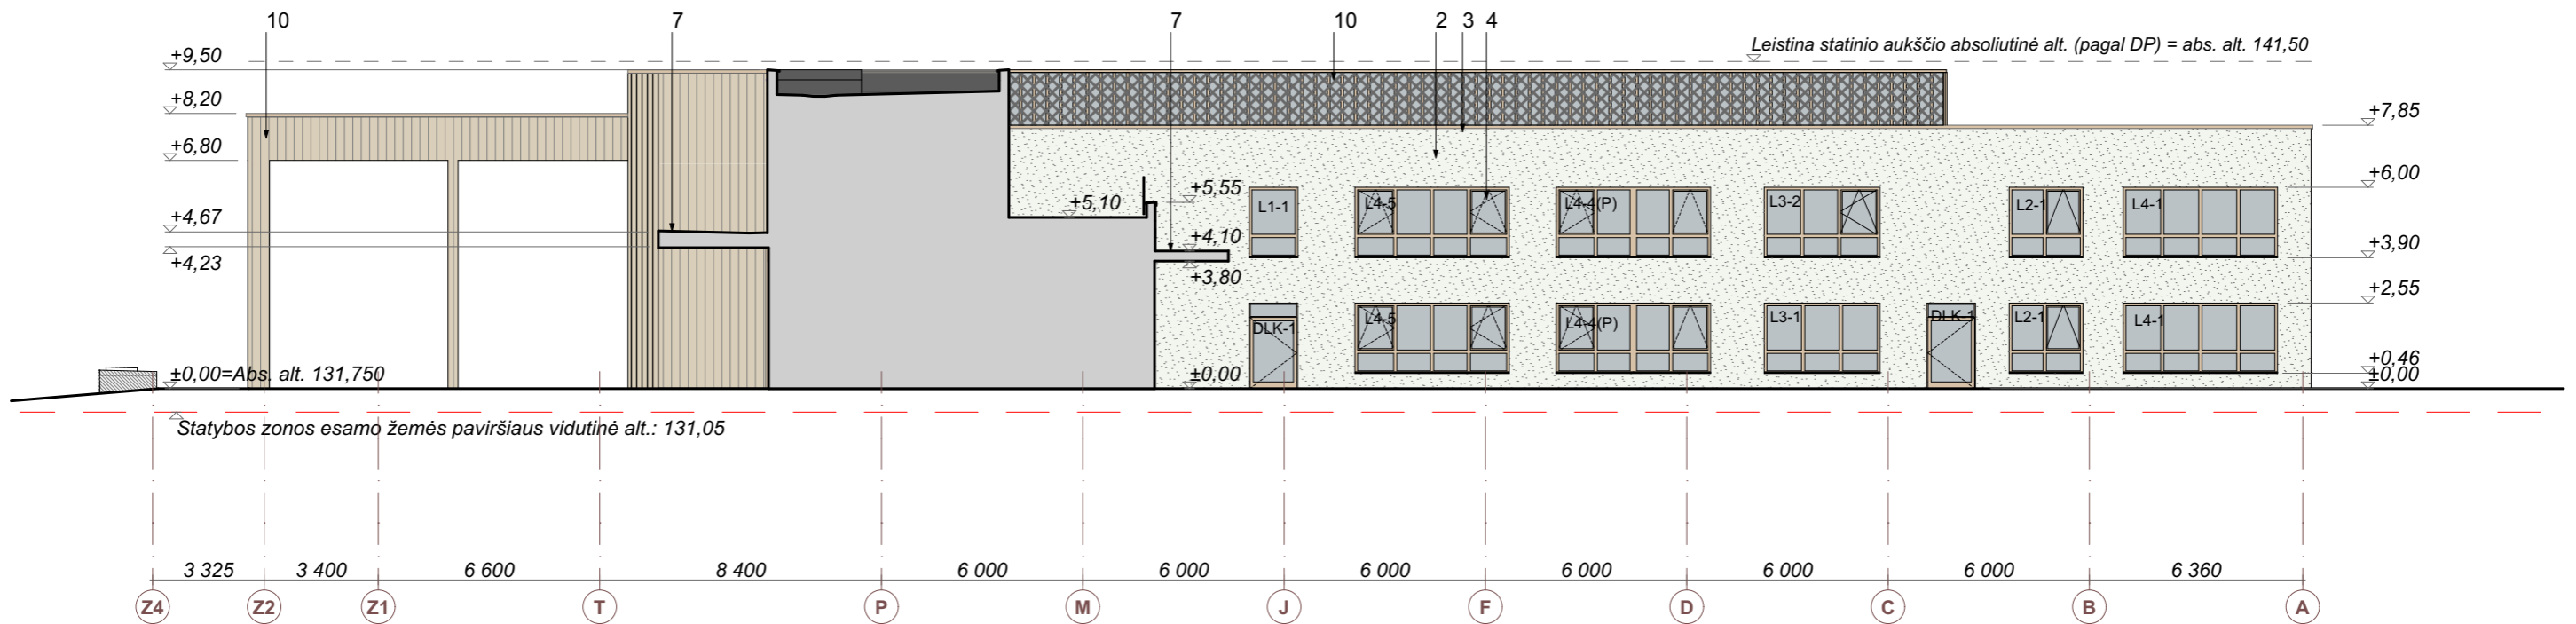 10 7 7 10 2 3 4
Leistina statinio aukščio absoliutinė alt. (pagal DP) = abs. alt. 141,50
+9,50
+8,20
+7,85
+6,80
+6,00
+5,55
+5,10
L1-1 L4-5 L4-4(P) L3-2 L2-1 L4-1
+4,67
+4,10
+4,23
+3,90
+3,80
+2,55
DLK-1 L4-5 L4-4(P) L3-1 DLK-1 L2-1 L4-1
+0,46
±0,00=Abs. alt. 131,750
±0,00
±0,00
Statybos zonos esamo žemės paviršiaus vidutinė alt.: 131,05
3 325 3 400 6 600 8 400 6 000 6 000 6 000 6 000 6 000 6 000 6 360
Z4 Z2 Z1 T P M J F D C B A